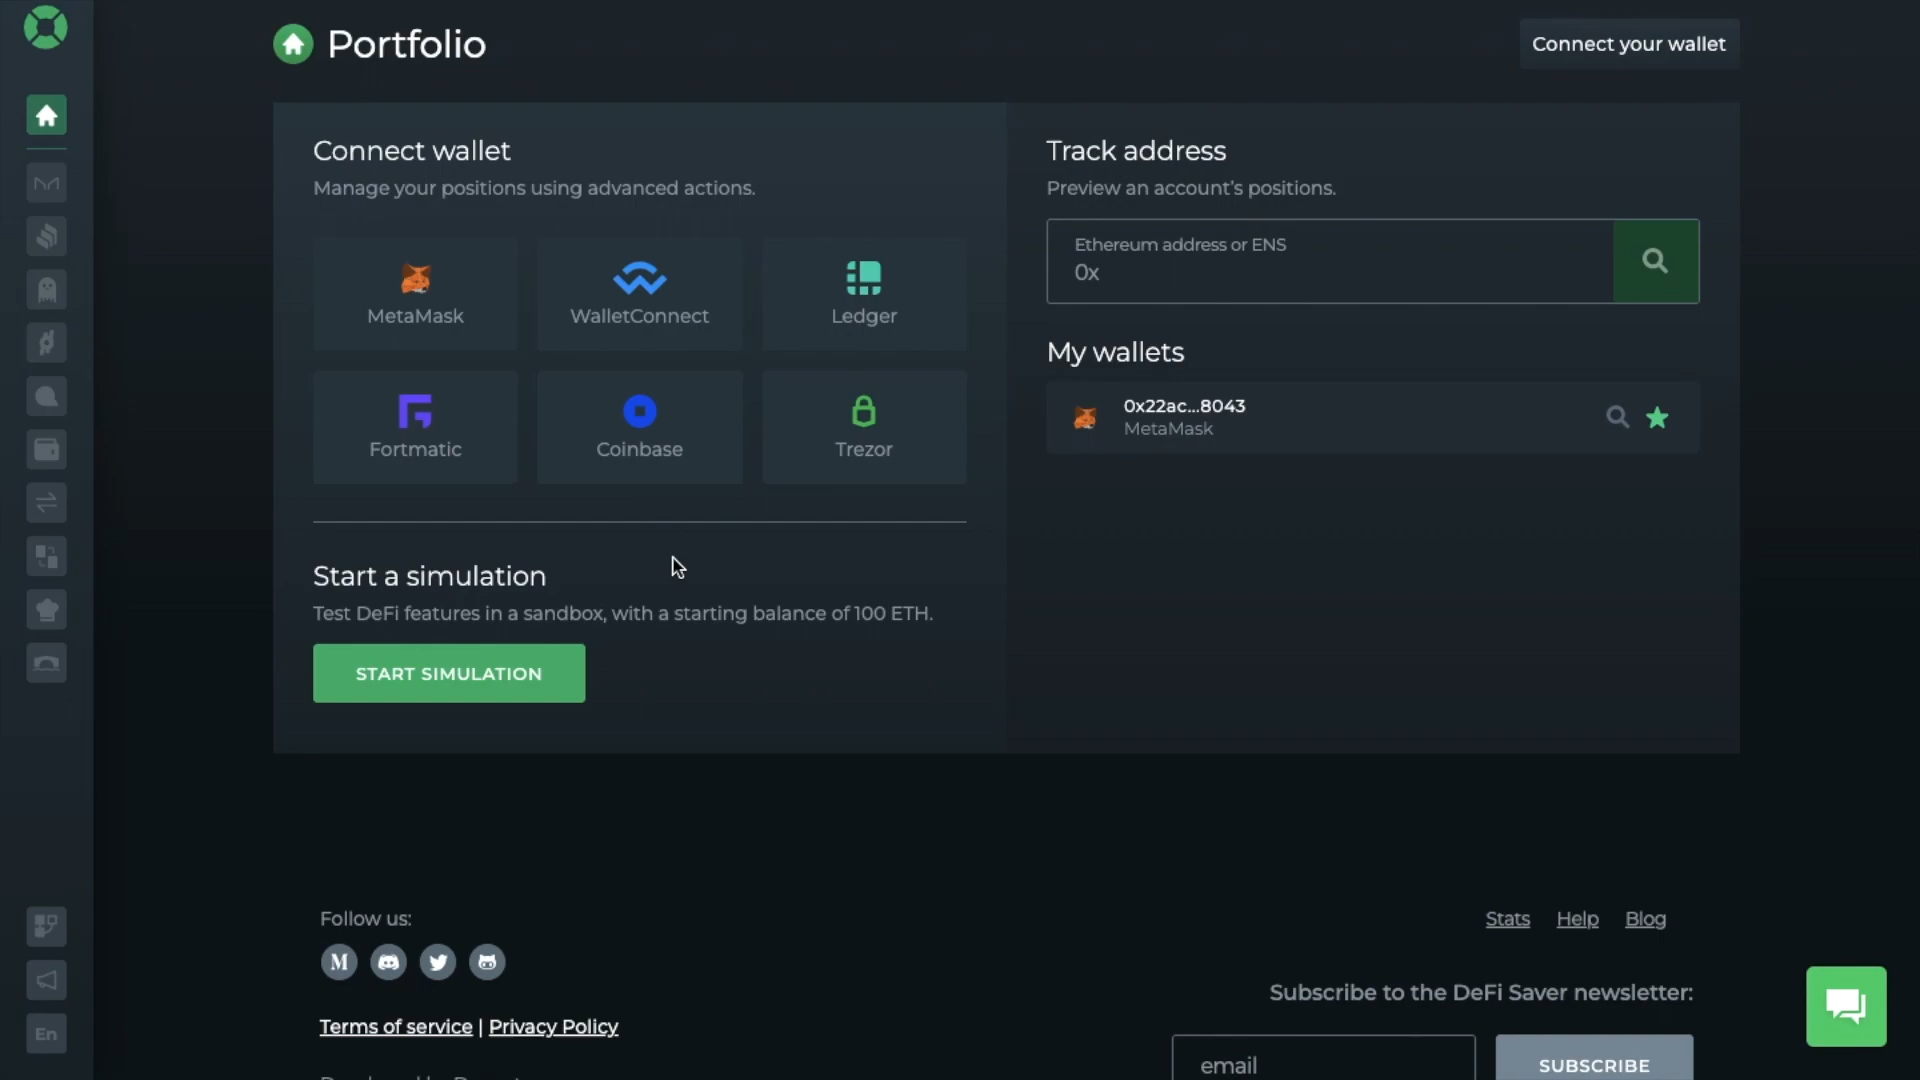 Portfolio
Connect your wallet
Connect wallet
Manage your positions using advanced actions.
MetaMask
WalletConnect
Ledger
Fortmatic
Coinbase
Trezor
Start a simulation
Test DeFi features in a sandbox, with a starting balance of 100 ETH.
START SIMULATION
Track address
Preview an account's positions.
Ethereum address or ENS
0x
My wallets
0x22ac...8043
MetaMask
En
Follow us:
M
Terms of service | Privacy Policy
Stats Help Blog
Subscribe to the DeFi Saver newsletter:
email
SUBSCRIBE